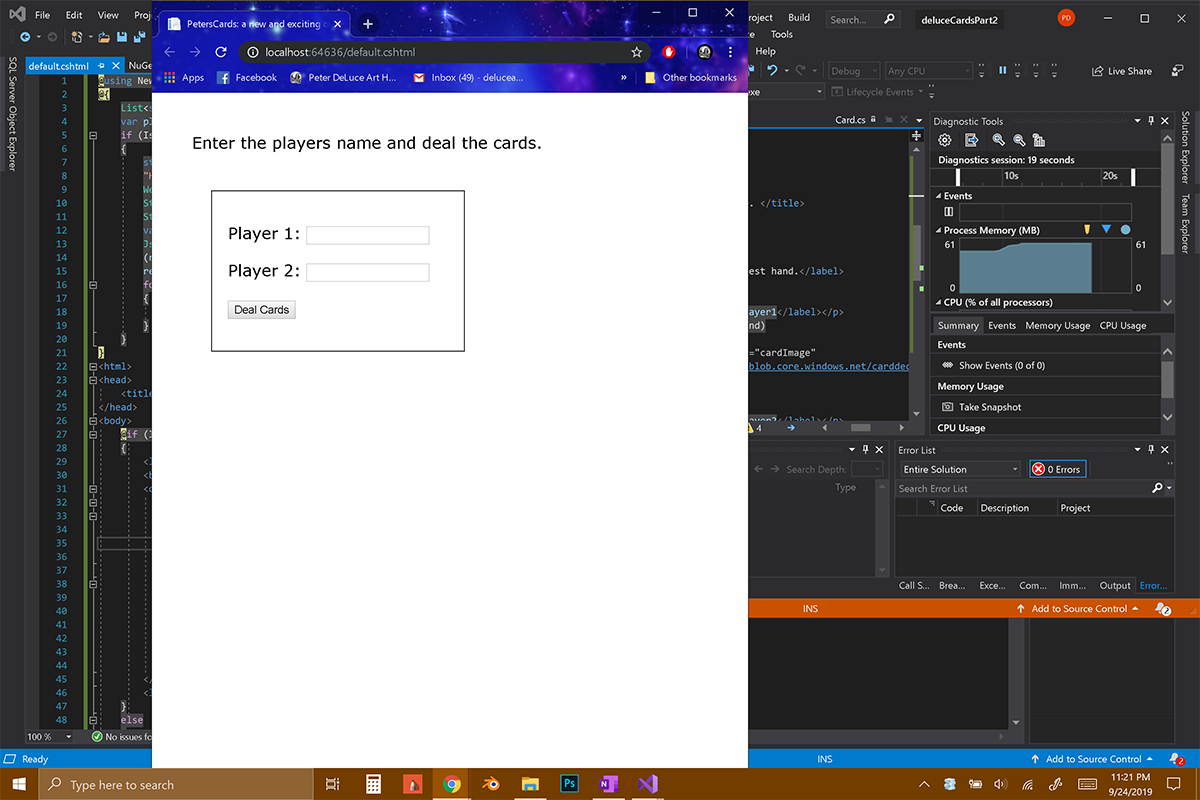 File Edit View Proj
PetersCards: a new and exciting c
roject Build Search... deluceCardsPart2 PD
Tools
Help
localhost:64636/default.cshtml
Apps Facebook Peter DeLuce Art H... Inbox (49) - delucea... » Other bookmarks
Debug Any CPU Live Share
Lifecycle Events
SQL Server Object Explorer
default.cshtml NuGe
Card.cs
1 @using New
2 @{
3 List<s
4 var pl
5 if (Is
6 {
7 st
8 "H
9 We
10 St
11 St
12 va
13 Js
14 (r
15 re
16 fo
17 {
18
19 }
20 }
21 }
22 <html>
23 <head>
24 <title
25 </head>
26 <body>
27 @if (I
28 {
29
30
31
32
33
34
35
36
37
38
39
40
41
42
43
44
45 </
46
47 }
48 else
100 % No issues fo
Ready
Enter the players name and deal the cards.
Player 1:
Player 2:
Deal Cards
. </title>
est hand.</label>
ayer1</label></p>
nd)
="cardImage"
blob.core.windows.net/carddec
ayer2</label></p>
4
Diagnostic Tools
Diagnostics session: 19 seconds
10s 20s
Events
Process Memory (MB)
61 61
0 0
CPU (% of all processors)
Summary Events Memory Usage CPU Usage
Events
Show Events (0 of 0)
Memory Usage
Take Snapshot
CPU Usage
Solution Explorer
Team Explorer
Search Depth:
Type
Error List
Entire Solution 0 Errors
Search Error List
Code Description Project
Call S... Brea... Exce... Com... Imm... Output Error...
INS Add to Source Control 2
INS Add to Source Control 2
Type here to search
Ps
11:21 PM
9/24/2019